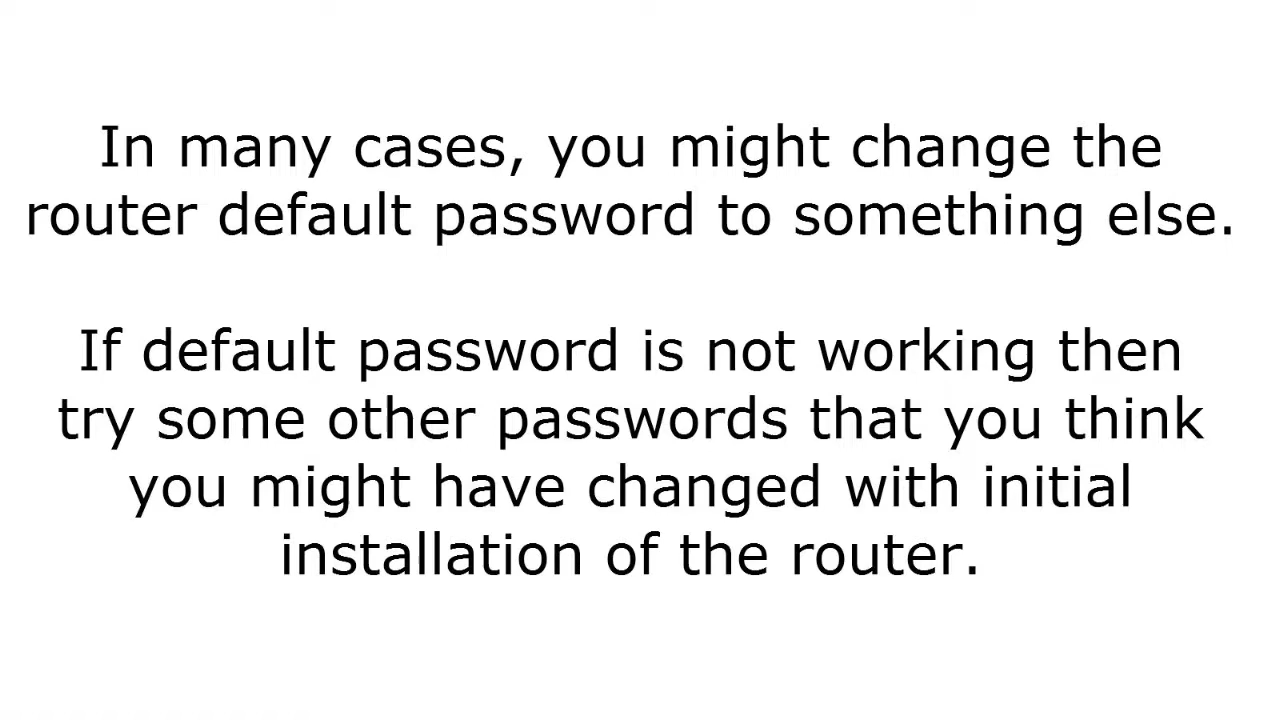 In many cases, you might change the
router default password to something else.
If default password is not working then
try some other passwords that you think
you might have changed with initial
installation of the router.